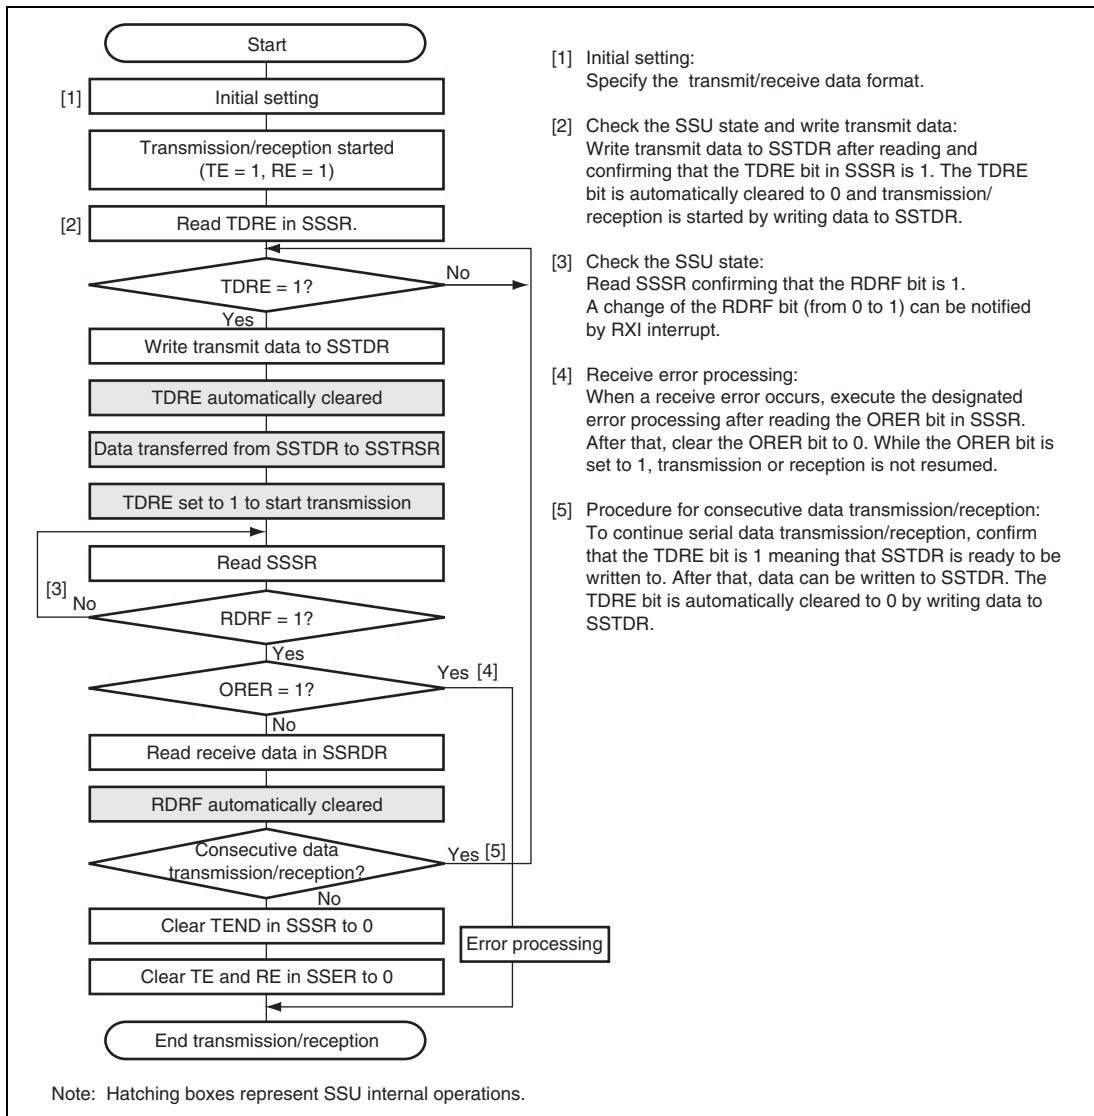 Start
[1] Initial setting
Transmission/reception started
(TE = 1, RE = 1)
[2] Read TDRE in SSSR.
TDRE = 1?
No
Yes
Write transmit data to SSTDR
TDRE automatically cleared
Data transferred from SSTDR to SSTRSR
TDRE set to 1 to start transmission
Read SSSR
[3]
No
RDRF = 1?
Yes
Yes [4]
ORER = 1?
No
Read receive data in SSRDR
RDRF automatically cleared
Consecutive data
transmission/reception?
Yes [5]
No
Clear TEND in SSSR to 0
Error processing
Clear TE and RE in SSER to 0
End transmission/reception
[1] Initial setting:
Specify the transmit/receive data format.
[2] Check the SSU state and write transmit data:
Write transmit data to SSTDR after reading and
confirming that the TDRE bit in SSSR is 1. The TDRE
bit is automatically cleared to 0 and transmission/
reception is started by writing data to SSTDR.
[3] Check the SSU state:
Read SSSR confirming that the RDRF bit is 1.
A change of the RDRF bit (from 0 to 1) can be notified
by RXI interrupt.
[4] Receive error processing:
When a receive error occurs, execute the designated
error processing after reading the ORER bit in SSSR.
After that, clear the ORER bit to 0. While the ORER bit is
set to 1, transmission or reception is not resumed.
[5] Procedure for consecutive data transmission/reception:
To continue serial data transmission/reception, confirm
that the TDRE bit is 1 meaning that SSTDR is ready to be
written to. After that, data can be written to SSTDR. The
TDRE bit is automatically cleared to 0 by writing data to
SSTDR.
Note: Hatching boxes represent SSU internal operations.